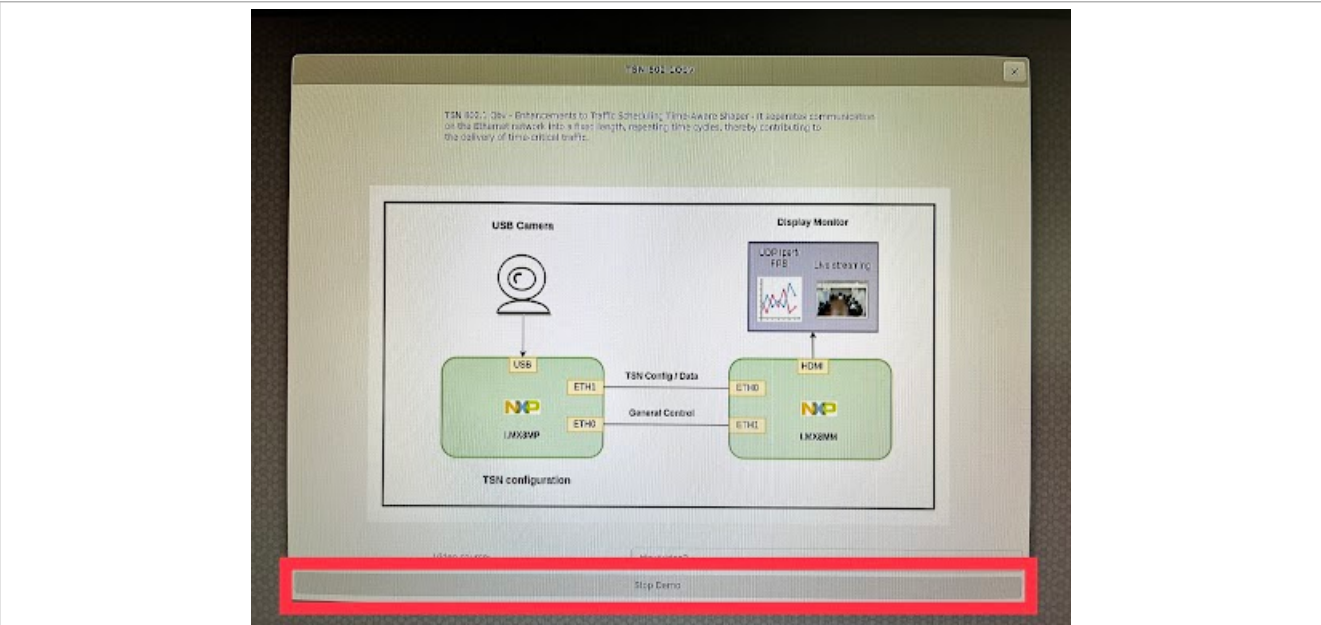 TSN 802.1Qbv
TSN 802.1 Qbv - Enhancements to Traffic Scheduling Time-Aware Shaper - It separates communication
on the Ethernet network into a fixed length, repeating time cycles, thereby contributing to
the delivery of time-critical traffic.
USB Camera
Display Monitor
UDP Iperf
FPS
Live streaming
USB
HDMI
ETH1
TSN Config / Data
ETH0
NXP
NXP
ETH0
General Control
ETH1
i.MX8MP
i.MX8MM
TSN configuration
Video source:
Stop Demo